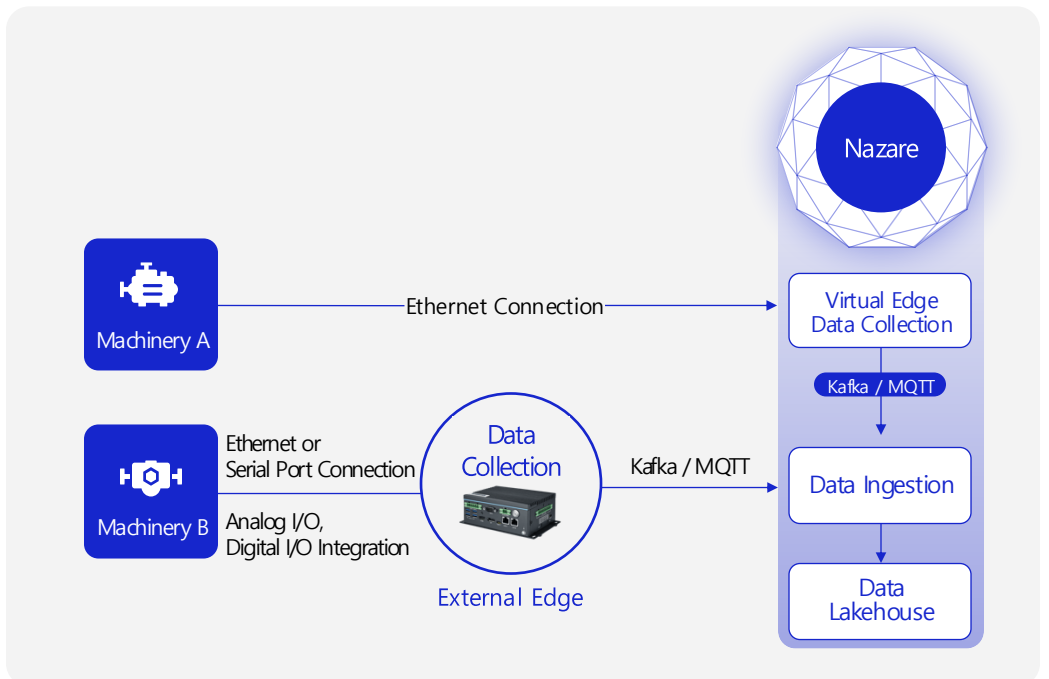 Nazare
Machinery A
Ethernet Connection
Virtual Edge
Data Collection
Kafka / MQTT
Machinery B
Ethernet or
Serial Port Connection
Analog I/O,
Digital I/O Integration
Data
Collection
External Edge
Kafka / MQTT
Data Ingestion
Data
Lakehouse